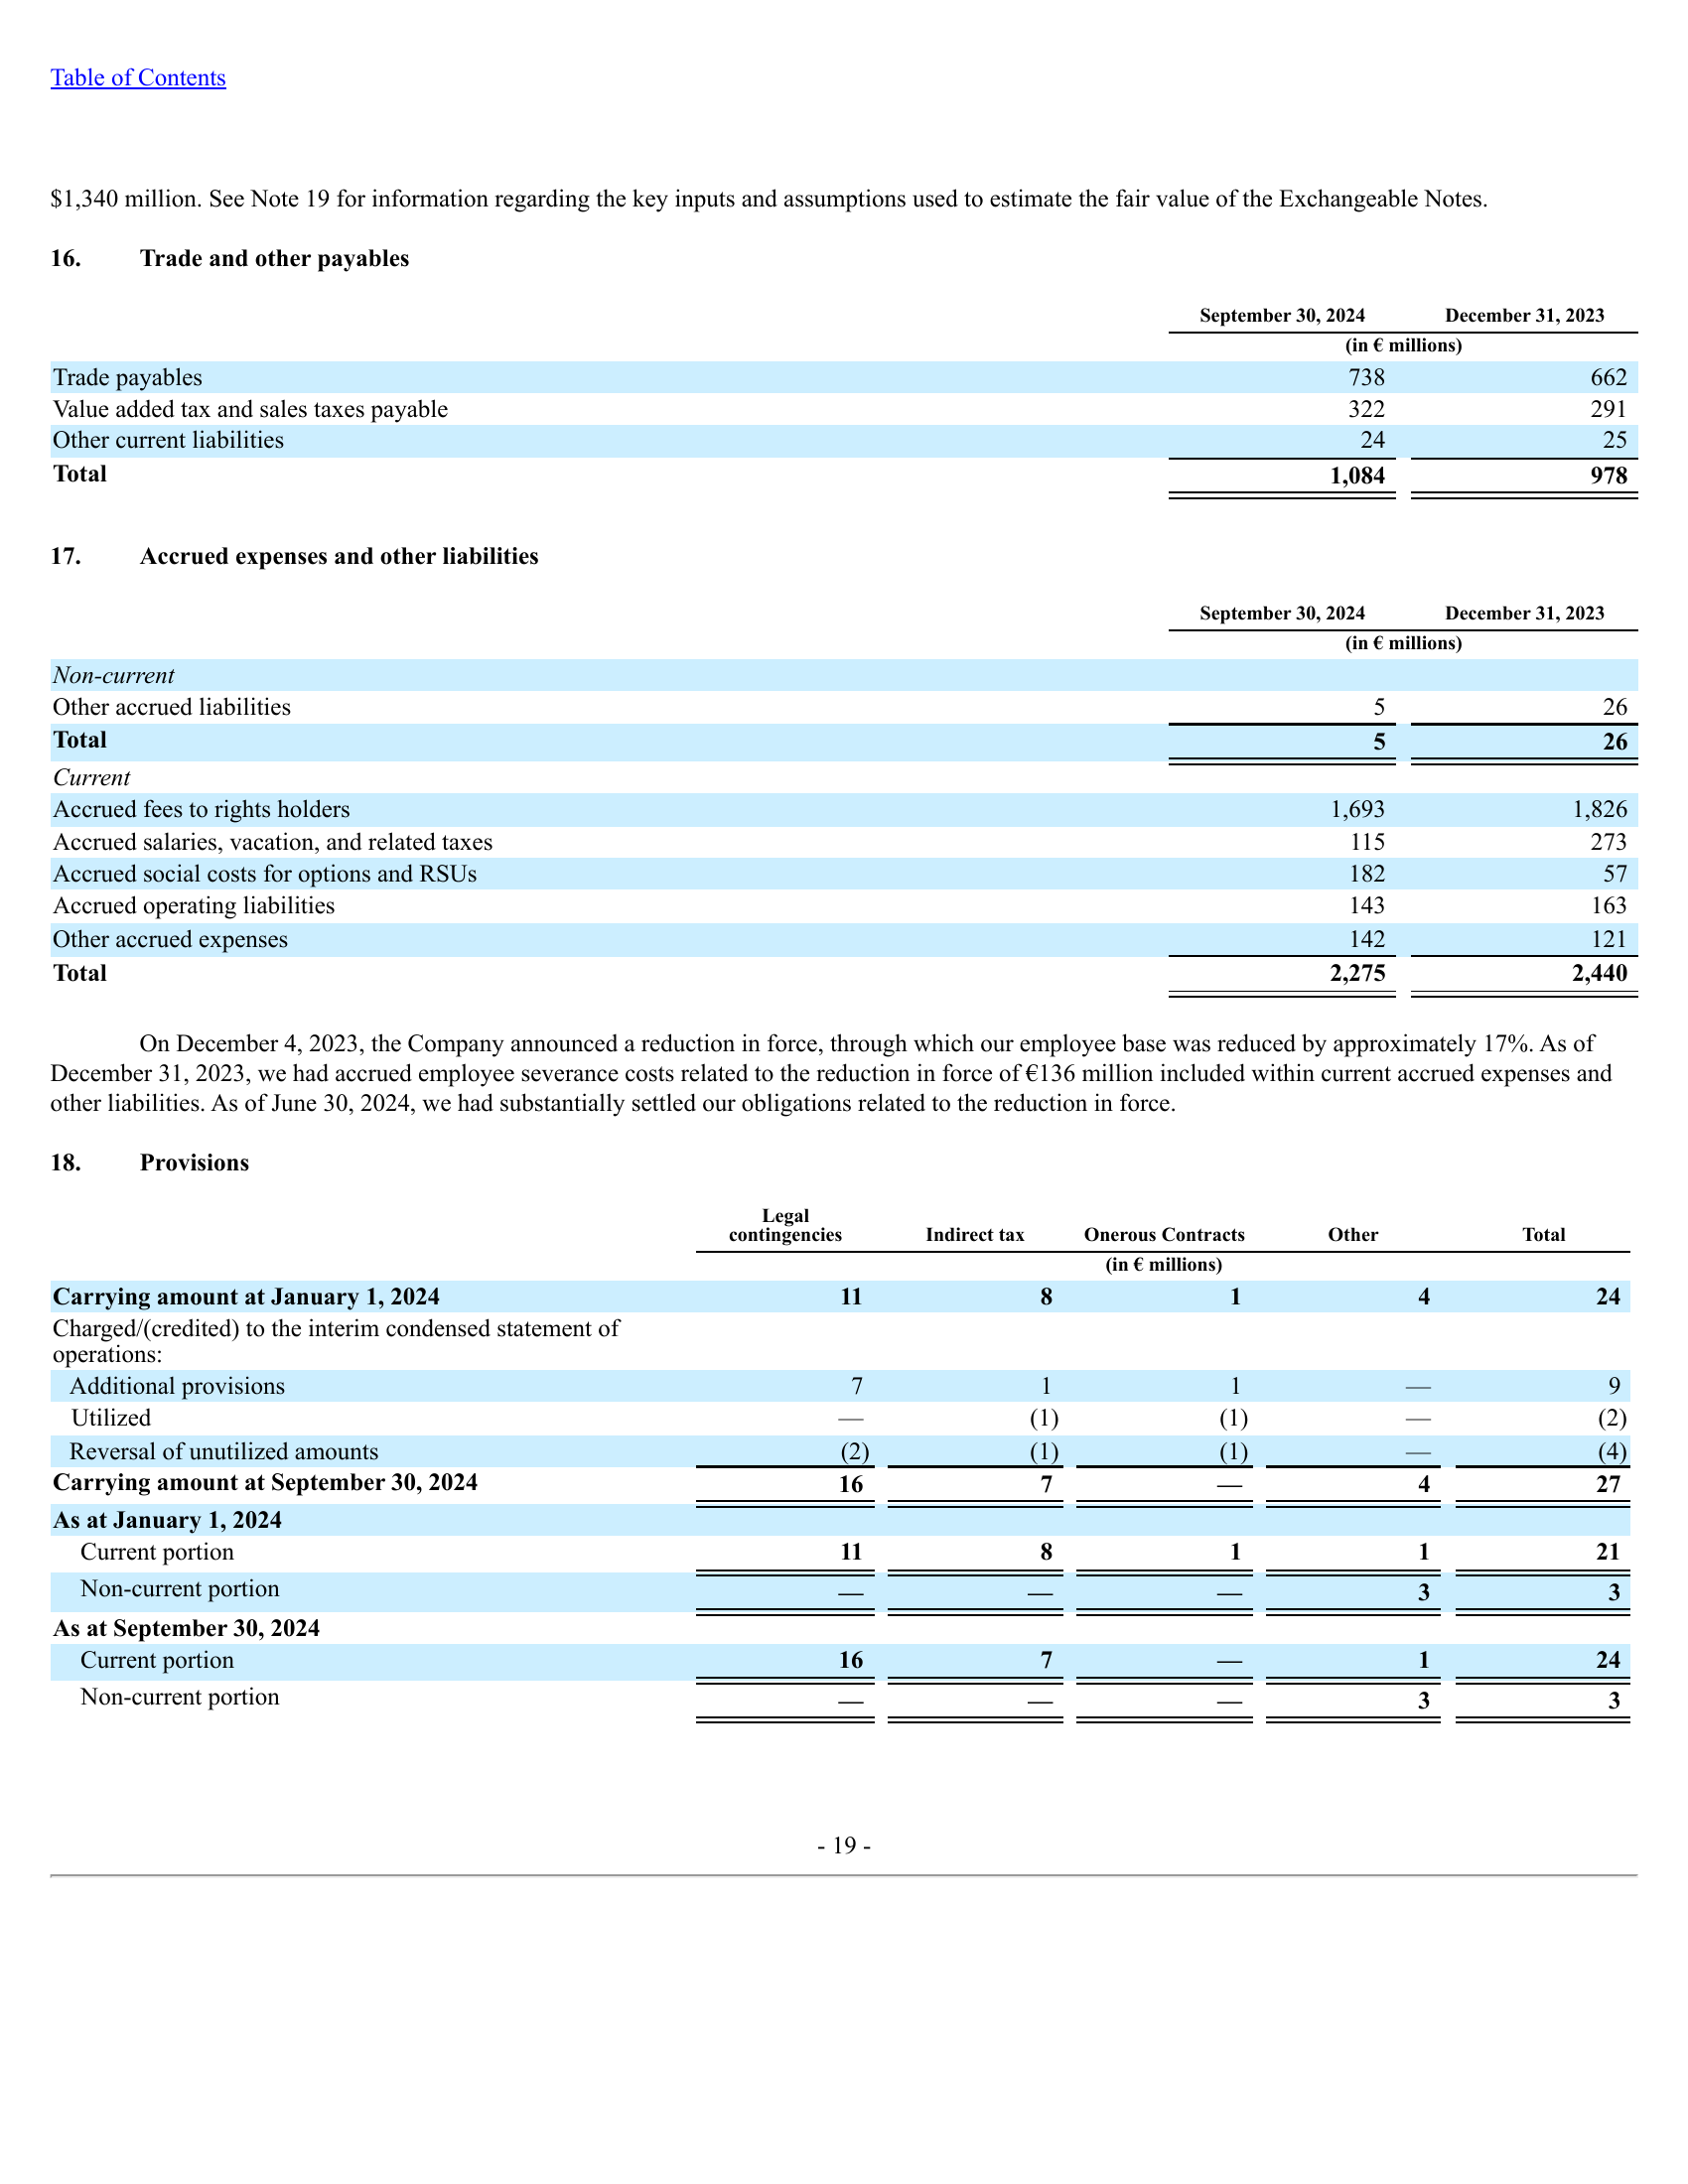 Table of Contents
$1,340 million. See Note 19 for information regarding the key inputs and assumptions used to estimate the fair value of the Exchangeable Notes.
16. Trade and other payables
September 30, 2024 December 31, 2023
(in € millions)
Trade payables 738 662
Value added tax and sales taxes payable 322 291
Other current liabilities 24 25
Total 1,084 978
17. Accrued expenses and other liabilities
September 30, 2024 December 31, 2023
(in € millions)
Non-current
Other accrued liabilities 5 26
Total 5 26
Current
Accrued fees to rights holders 1,693 1,826
Accrued salaries, vacation, and related taxes 115 273
Accrued social costs for options and RSUs 182 57
Accrued operating liabilities 143 163
Other accrued expenses 142 121
Total 2,275 2,440
On December 4, 2023, the Company announced a reduction in force, through which our employee base was reduced by approximately 17%. As of
December 31, 2023, we had accrued employee severance costs related to the reduction in force of €136 million included within current accrued expenses and
other liabilities. As of June 30, 2024, we had substantially settled our obligations related to the reduction in force.
18. Provisions
Legal
contingencies Indirect tax Onerous Contracts Other Total
(in € millions)
Carrying amount at January 1, 2024 11 8 1 4 24
Charged/(credited) to the interim condensed statement of
operations:
Additional provisions 7 1 1 — 9
Utilized — (1) (1) — (2)
Reversal of unutilized amounts (2) (1) (1) — (4)
Carrying amount at September 30, 2024 16 7 — 4 27
As at January 1, 2024
Current portion 11 8 1 1 21
Non-current portion — — — 3 3
As at September 30, 2024
Current portion 16 7 — 1 24
Non-current portion — — — 3 3
- 19 -